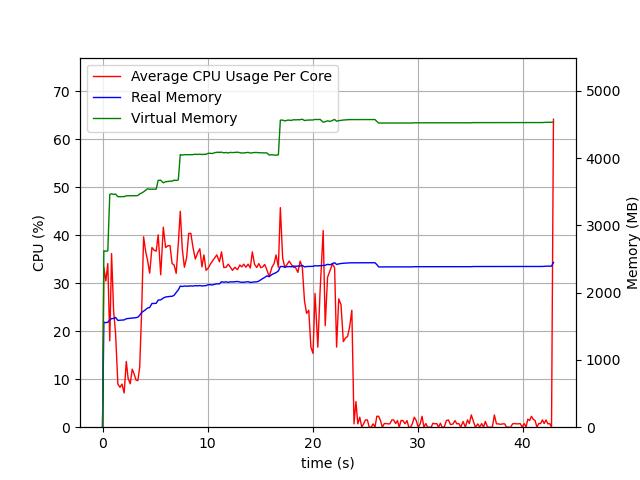 Average CPU Usage Per Core
Real Memory
Virtual Memory
70
60
50
40
30
20
10
0
CPU (%)
5000
4000
3000
2000
1000
0
Memory (MB)
0 10 20 30 40
time (s)